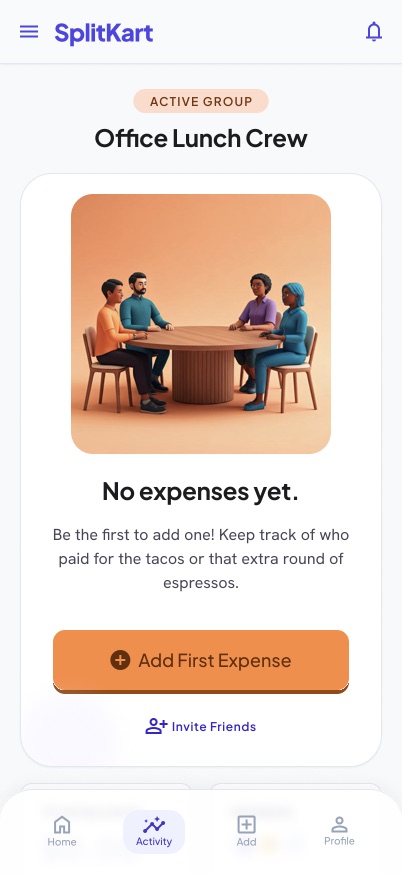 SplitKart
ACTIVE GROUP
Office Lunch Crew
No expenses yet.
Be the first to add one! Keep track of who
paid for the tacos or that extra round of
espressos.
Add First Expense
Invite Friends
Home
Activity
Add
Profile